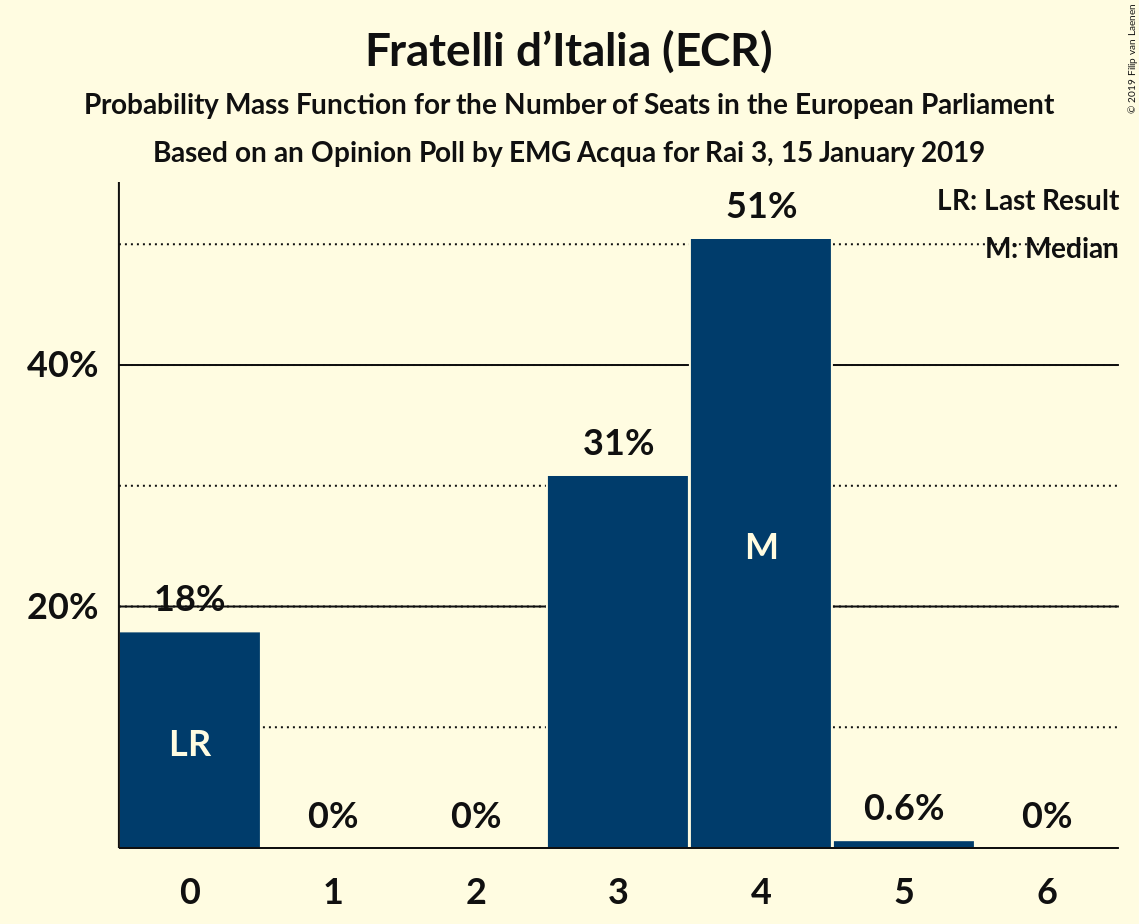 Fratelli d’Italia (ECR)
Probability Mass Function for the Number of Seats in the European Parliament
Based on an Opinion Poll by EMG Acqua for Rai 3, 15 January 2019
© 2019 Filip van Laenen
LR: Last Result
M: Median
51%
40%
31%
M
20%
18%
LR
0%
0%
0.6%
0%
0 1 2 3 4 5 6